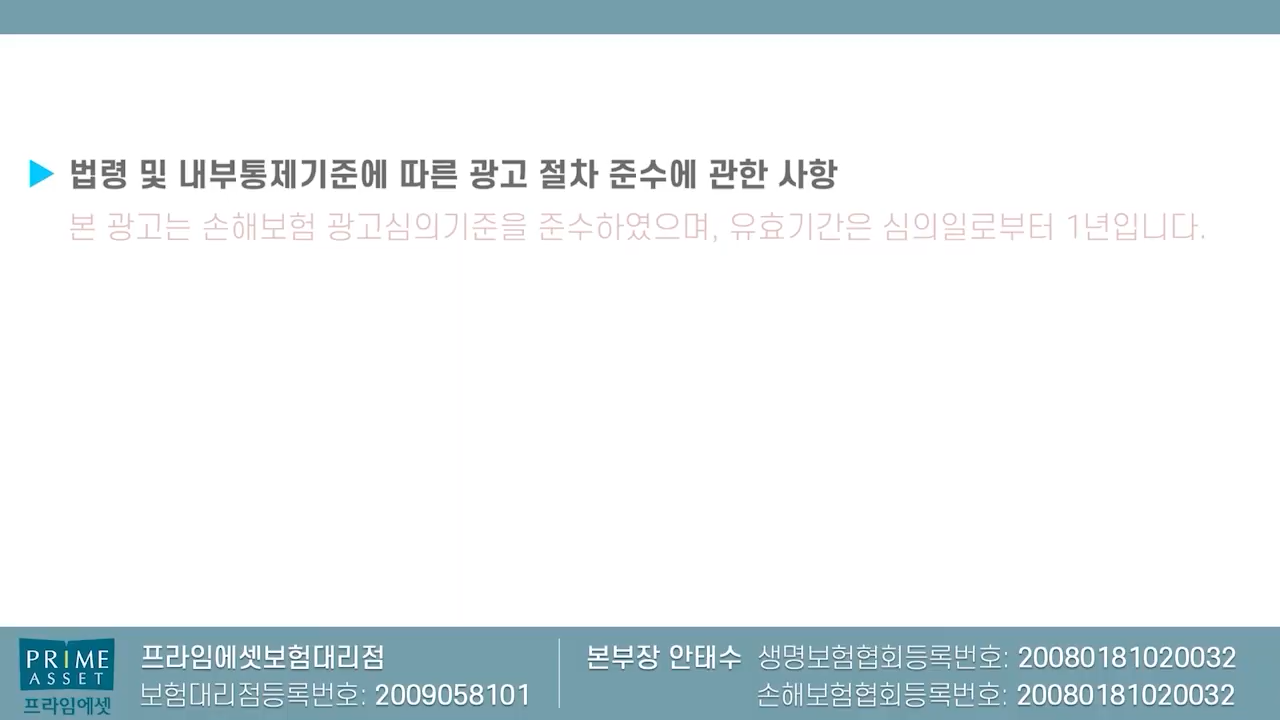 ▶ 법령 및 내부통제기준에 따른 광고 절차 준수에 관한 사항
본 광고는 손해보험 광고심의기준을 준수하였으며, 유효기간은 심의일로부터 1년입니다.
PRIME
ASSET
프라임에셋
프라임에셋보험대리점
보험대리점등록번호: 2009058101
본부장 안태수 생명보험협회등록번호: 20080181020032
손해보험협회등록번호: 20080181020032